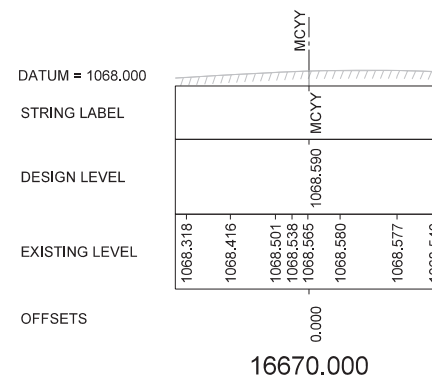 MCYY
DATUM = 1068.000
STRING LABEL
MCYY
DESIGN LEVEL
1068.590
EXISTING LEVEL
1068.318
1068.416
1068.501
1068.538
1068.565
1068.580
1068.577
OFFSETS
0.000
16670.000